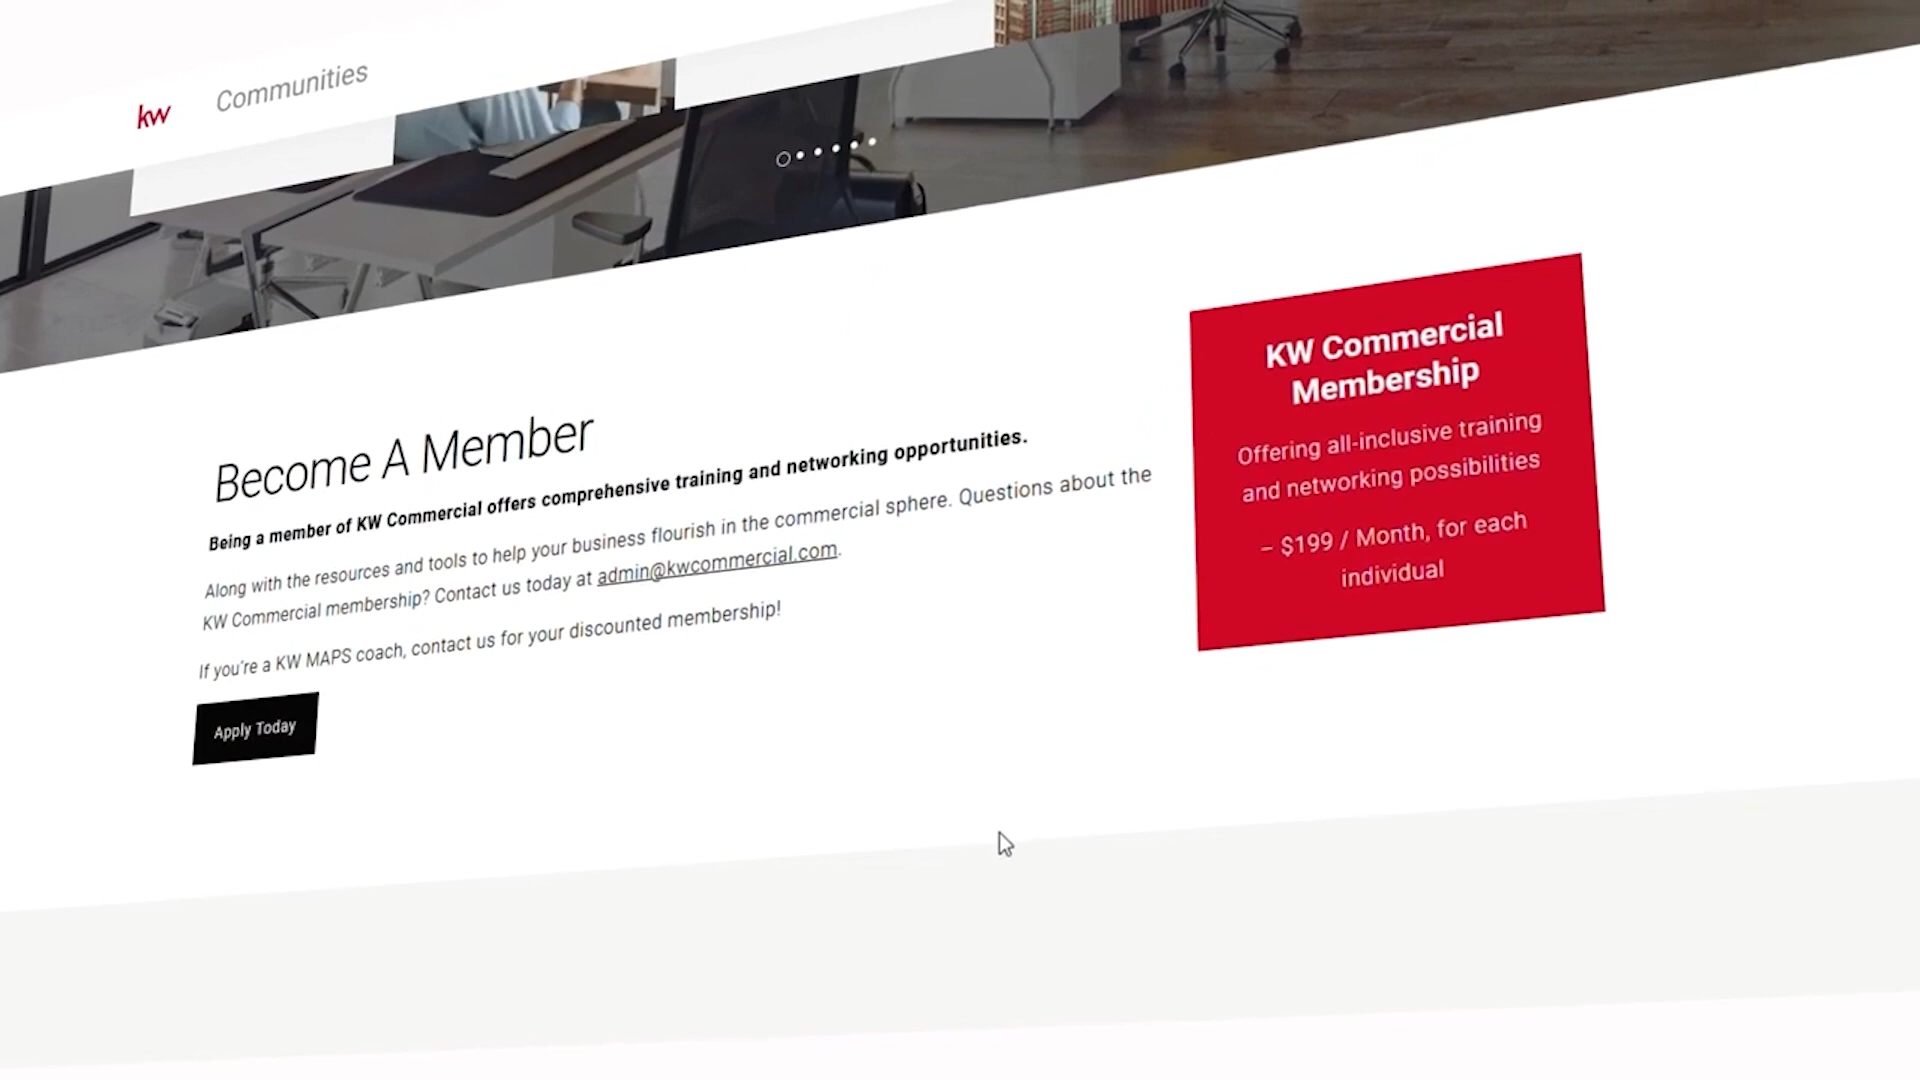 kw
Communities
Become A Member
Being a member of KW Commercial offers comprehensive training and networking opportunities.
Along with the resources and tools to help your business flourish in the commercial sphere. Questions about the
KW Commercial membership? Contact us today at admin@kwcommercial.com.
If you're a KW MAPS coach, contact us for your discounted membership!
Apply Today
KW Commercial
Membership
Offering all-inclusive training
and networking possibilities
– $199 / Month, for each
individual